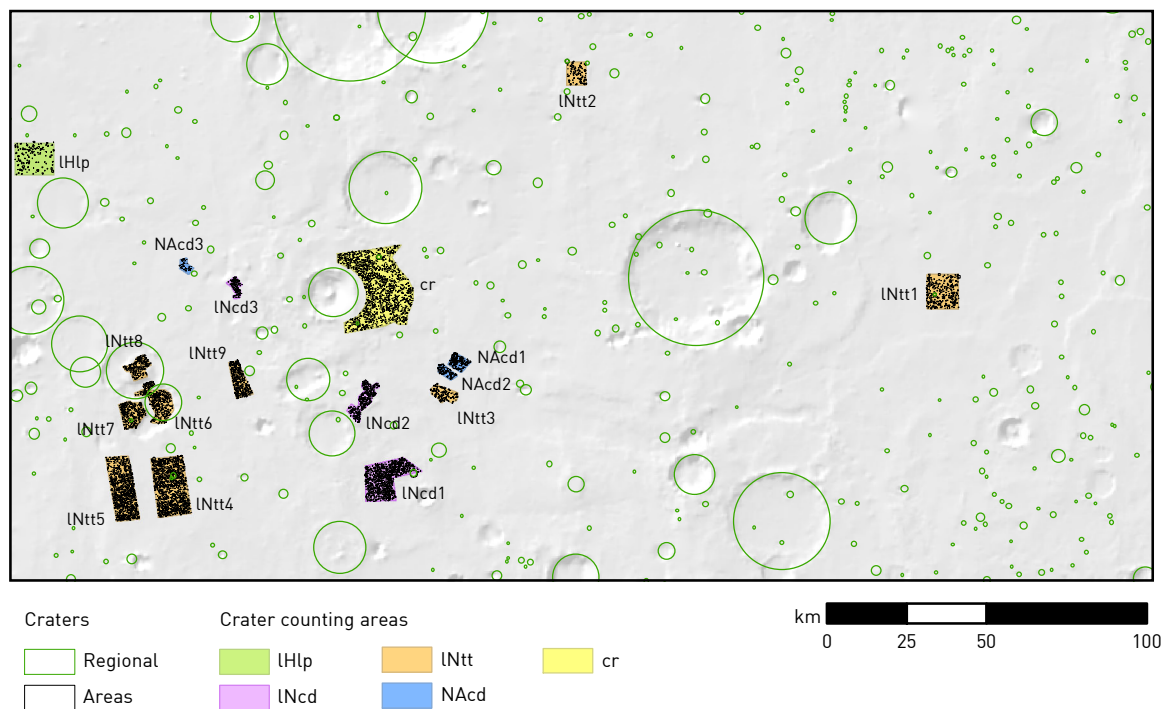 lNtt2
lHlp
NAcd3
lNcd3
cr
lNtt1
lNtt8
lNtt9
NAcd1
NAcd2
lNtt3
lNtt7
lNtt6
lNcd2
lNcd1
lNtt5
lNtt4
Craters
Crater counting areas
km
0 25 50 100
Regional
lHlp
lNtt
cr
Areas
lNcd
NAcd